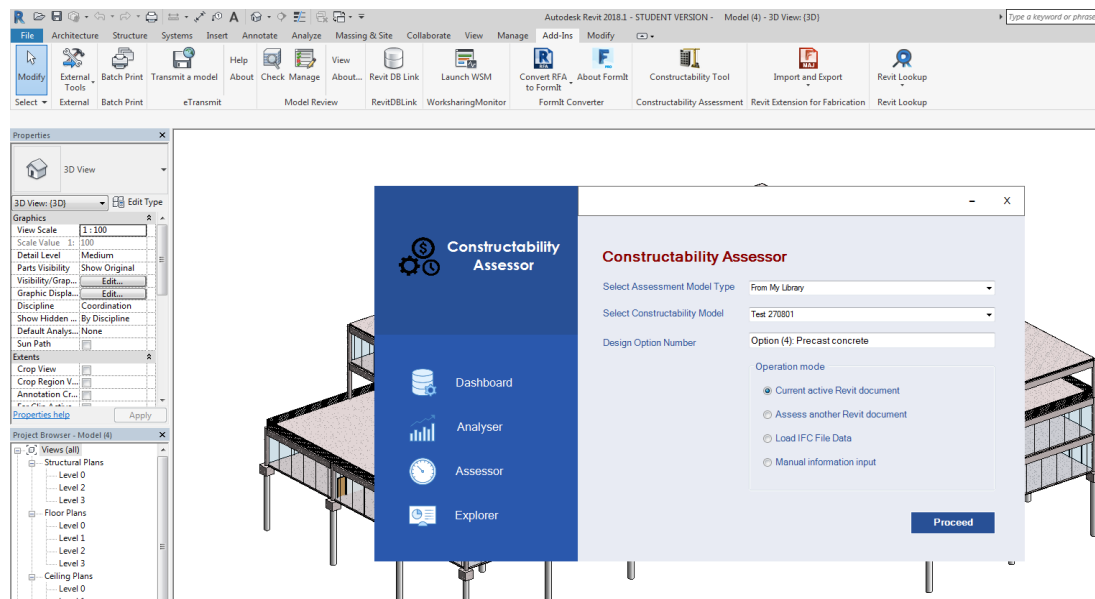 Autodesk Revit 2018.1 - STUDENT VERSION - Model (4) - 3D View: {3D}
Type a keyword or phrase
File Architecture Structure Systems Insert Annotate Analyze Massing & Site Collaborate View Manage Add-Ins Modify
Modify
External Tools
Batch Print
Transmit a model
Help
About
Check
Manage
View
About...
Revit DB Link
Launch WSM
Convert RFA to FormIt
About FormIt
Constructability Tool
Import and Export
Revit Lookup
Select External Batch Print eTransmit Model Review RevitDBLink WorksharingMonitor FormIt Converter Constructability Assessment Revit Extension for Fabrication Revit Lookup
Properties
3D View
3D View: {3D} Edit Type
Graphics
View Scale 1 : 100
Scale Value 1: 100
Detail Level Medium
Parts Visibility Show Original
Visibility/Grap... Edit...
Graphic Displa... Edit...
Discipline Coordination
Show Hidden ... By Discipline
Default Analys... None
Sun Path
Extents
Crop View
Crop Region V...
Annotation Cr...
Properties help Apply
Project Browser - Model (4)
Views (all)
Structural Plans
Level 0
Level 2
Level 3
Floor Plans
Level 0
Level 1
Level 2
Level 3
Ceiling Plans
Level 0
Constructability
Assessor
Dashboard
Analyser
Assessor
Explorer
- X
Constructability Assessor
Select Assessment Model Type From My Library
Select Constructability Model Test 270801
Design Option Number Option (4): Precast concrete
Operation mode
Current active Revit document
Assess another Revit document
Load IFC File Data
Manual information input
Proceed